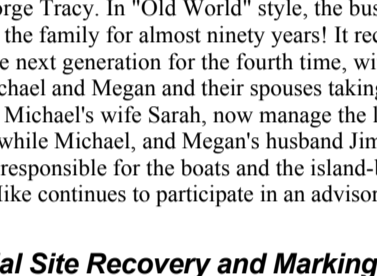 orge Tracy. In "Old World" style, the bus
the family for almost ninety years! It rec
e next generation for the fourth time, wi
chael and Megan and their spouses taking
Michael's wife Sarah, now manage the l
while Michael, and Megan's husband Jim
responsible for the boats and the island-l
Mike continues to participate in an advisor
al Site Recovery and Marking